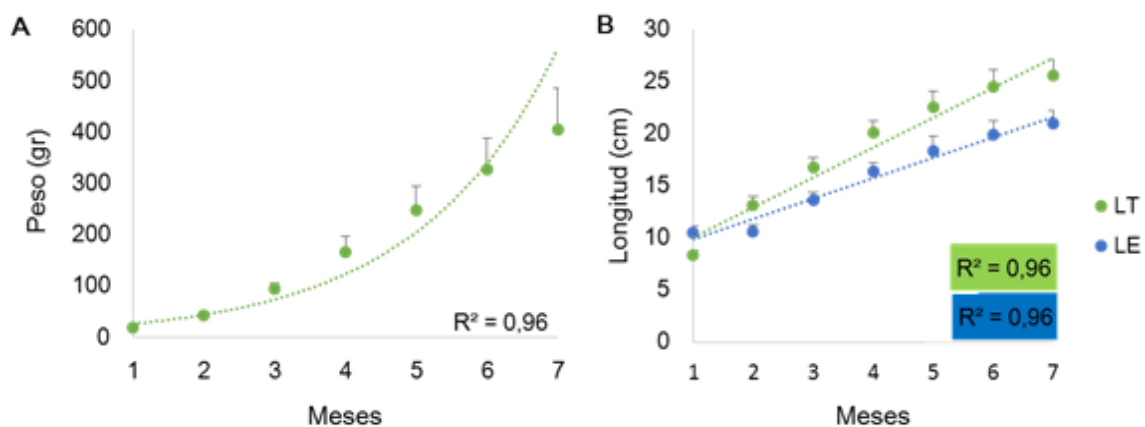 A
Peso (gr)
600
500
400
300
200
100
0
R² = 0,96
1 2 3 4 5 6 7
Meses
B
Longitud (cm)
30
25
20
15
10
5
0
LT
LE
R² = 0,96
R² = 0,96
1 2 3 4 5 6 7
Meses